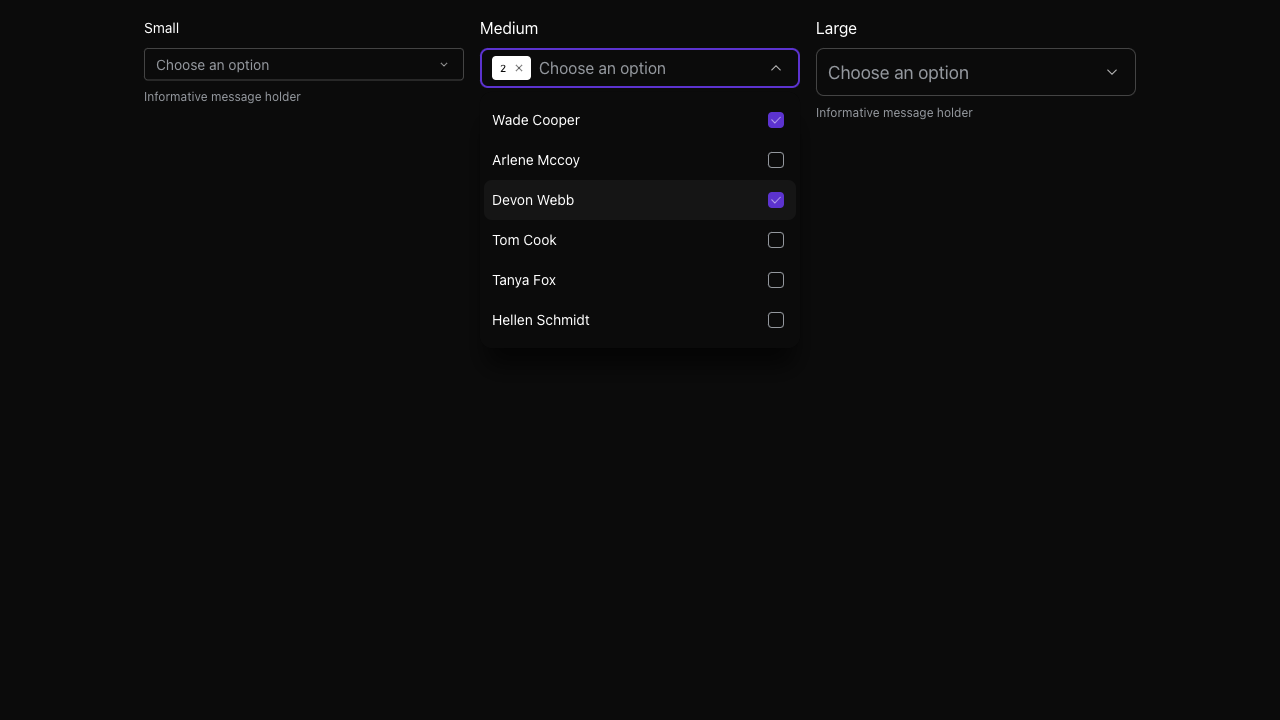 Small
Choose an option
Informative message holder
Medium
2 Choose an option
Wade Cooper
Arlene Mccoy
Devon Webb
Tom Cook
Tanya Fox
Hellen Schmidt
Large
Choose an option
Informative message holder